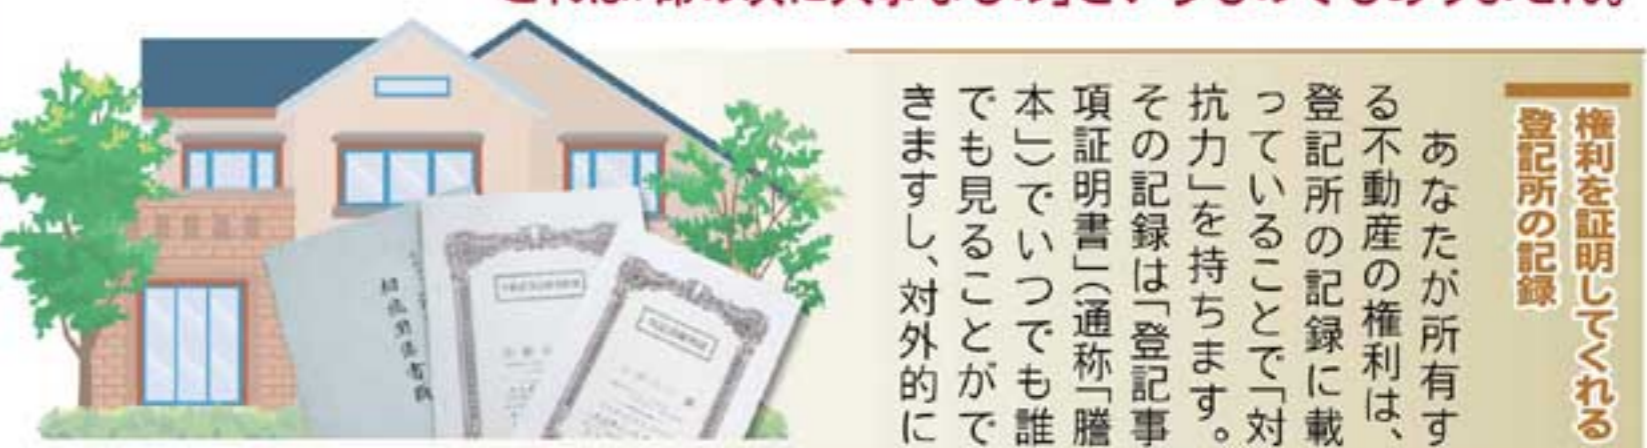 権利を証明してくれる
登記所の記録
あなたが所有す
る不動産の権利は、
登記所の記録に載
っていることで「対
抗力」を持ちます。
その記録は「登記事
項証明書」(通称「謄
本」)でいつでも誰
でも見ることがで
きますし、対外的に